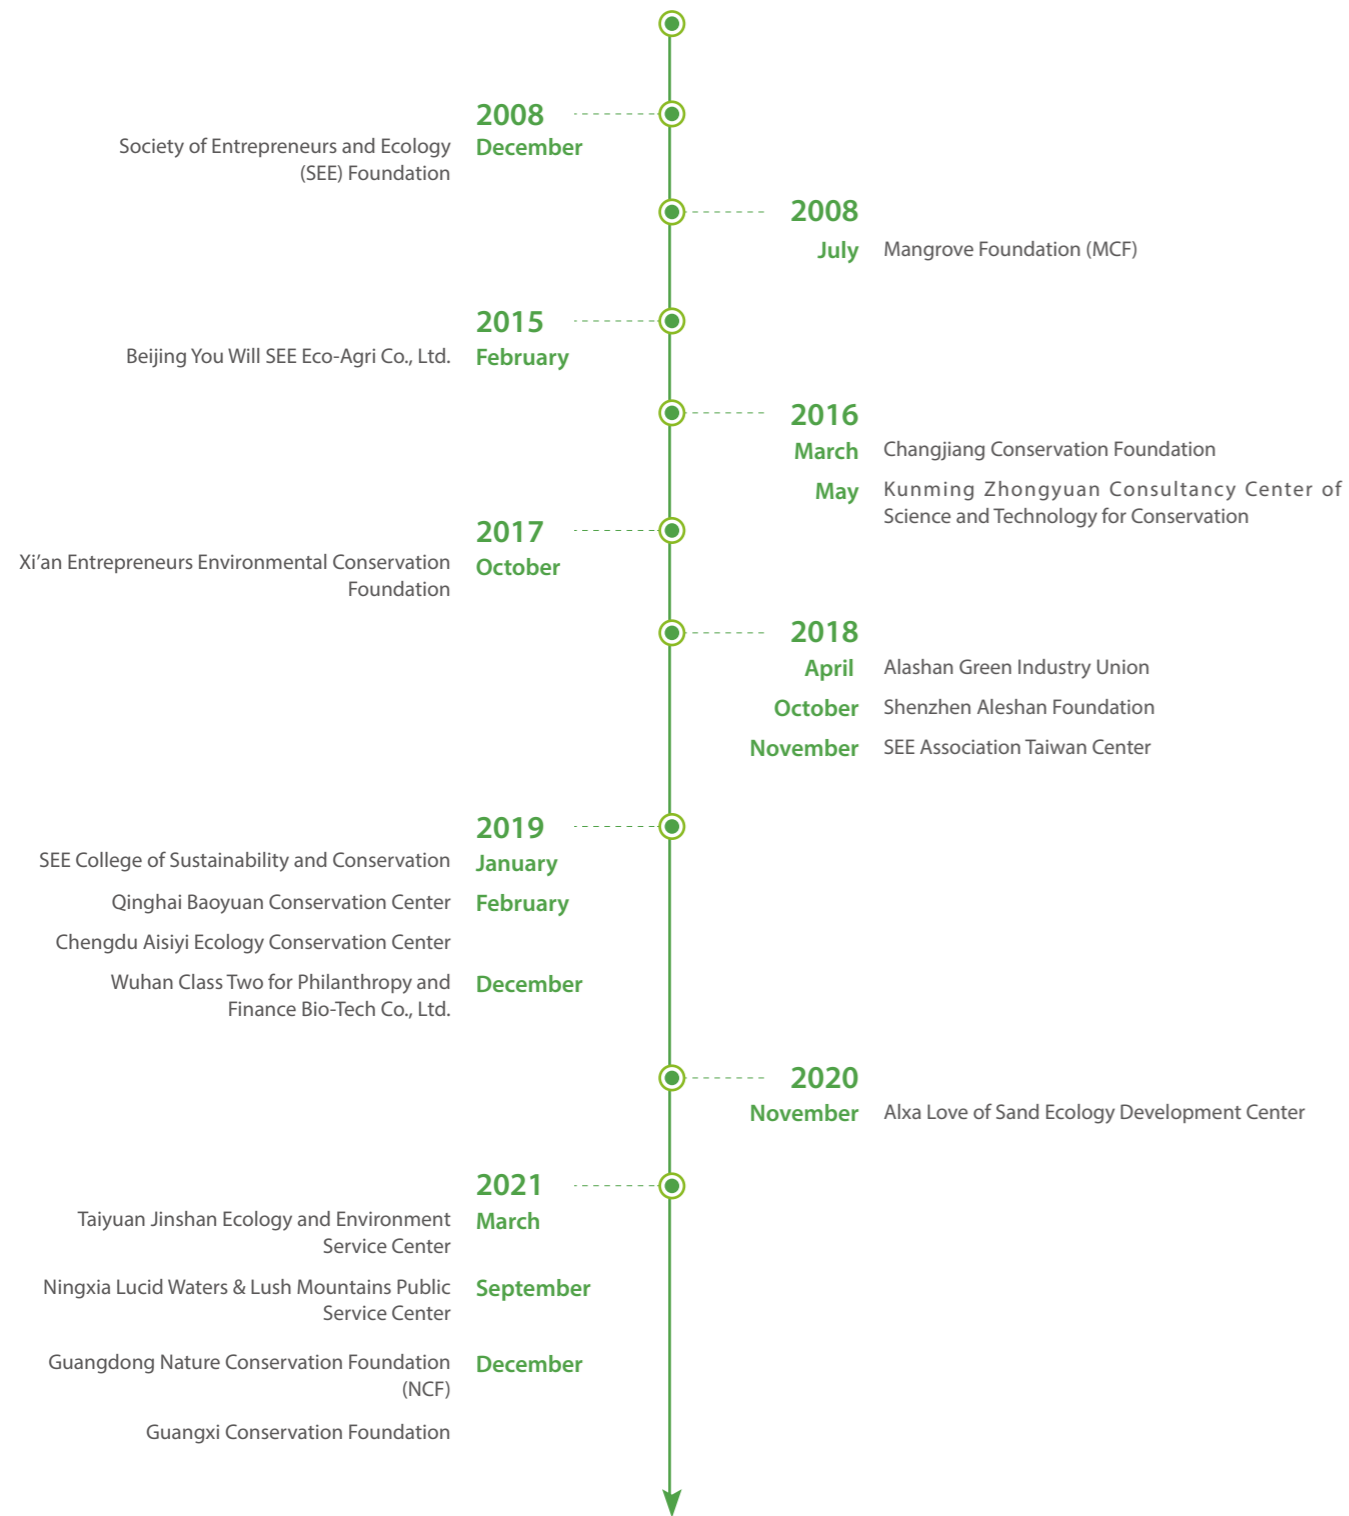 2008
Society of Entrepreneurs and Ecology
(SEE) Foundation
December
2008
July
Mangrove Foundation (MCF)
2015
Beijing You Will SEE Eco-Agri Co., Ltd.
February
2016
March
Changjiang Conservation Foundation
May
Kunming Zhongyuan Consultancy Center of
Science and Technology for Conservation
2017
Xi’an Entrepreneurs Environmental Conservation
Foundation
October
2018
April
Alashan Green Industry Union
October
Shenzhen Aleshan Foundation
November
SEE Association Taiwan Center
2019
SEE College of Sustainability and Conservation
January
Qinghai Baoyuan Conservation Center
February
Chengdu Aisiyi Ecology Conservation Center
Wuhan Class Two for Philanthropy and
Finance Bio-Tech Co., Ltd.
December
2020
November
Alxa Love of Sand Ecology Development Center
2021
Taiyuan Jinshan Ecology and Environment
Service Center
March
Ningxia Lucid Waters & Lush Mountains Public
Service Center
September
Guangdong Nature Conservation Foundation
(NCF)
December
Guangxi Conservation Foundation